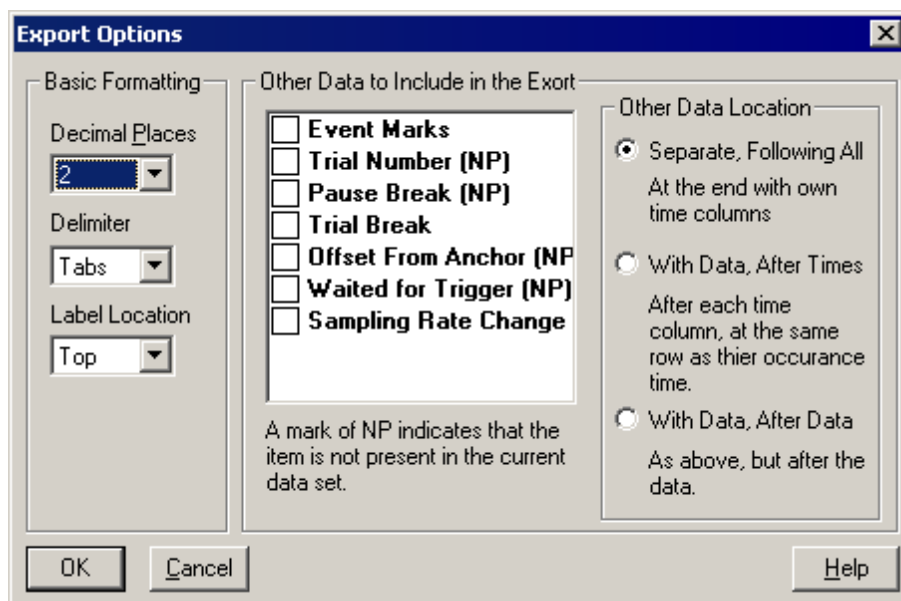 Export Options
Basic Formatting
Decimal Places
2
Delimiter
Tabs
Label Location
Top
Other Data to Include in the Exort
Event Marks
Trial Number (NP)
Pause Break (NP)
Trial Break
Offset From Anchor (NP
Waited for Trigger (NP)
Sampling Rate Change
A mark of NP indicates that the
item is not present in the current
data set.
Other Data Location
Separate, Following All
At the end with own
time columns
With Data, After Times
After each time
column, at the same
row as thier occurance
time.
With Data, After Data
As above, but after the
data.
OK
Cancel
Help